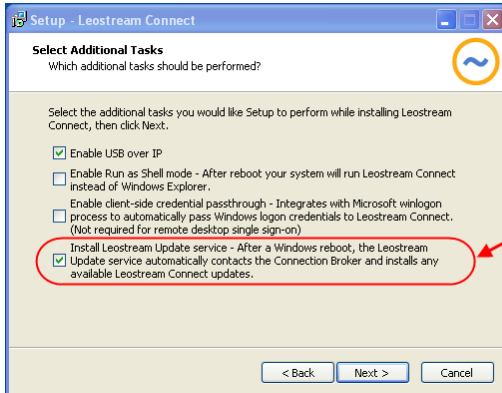 Setup - Leostream Connect
Select Additional Tasks
Which additional tasks should be performed?
Select the additional tasks you would like Setup to perform while installing Leostream
Connect, then click Next.
Enable USB over IP
Enable Run as Shell mode - After reboot your system will run Leostream Connect
instead of Windows Explorer.
Enable client-side credential passthrough - Integrates with Microsoft winlogon
process to automatically pass Windows logon credentials to Leostream Connect.
(Not required for remote desktop single sign-on)
Install Leostream Update service - After a Windows reboot, the Leostream
Update service automatically contacts the Connection Broker and installs any
available Leostream Connect updates.
< Back Next > Cancel